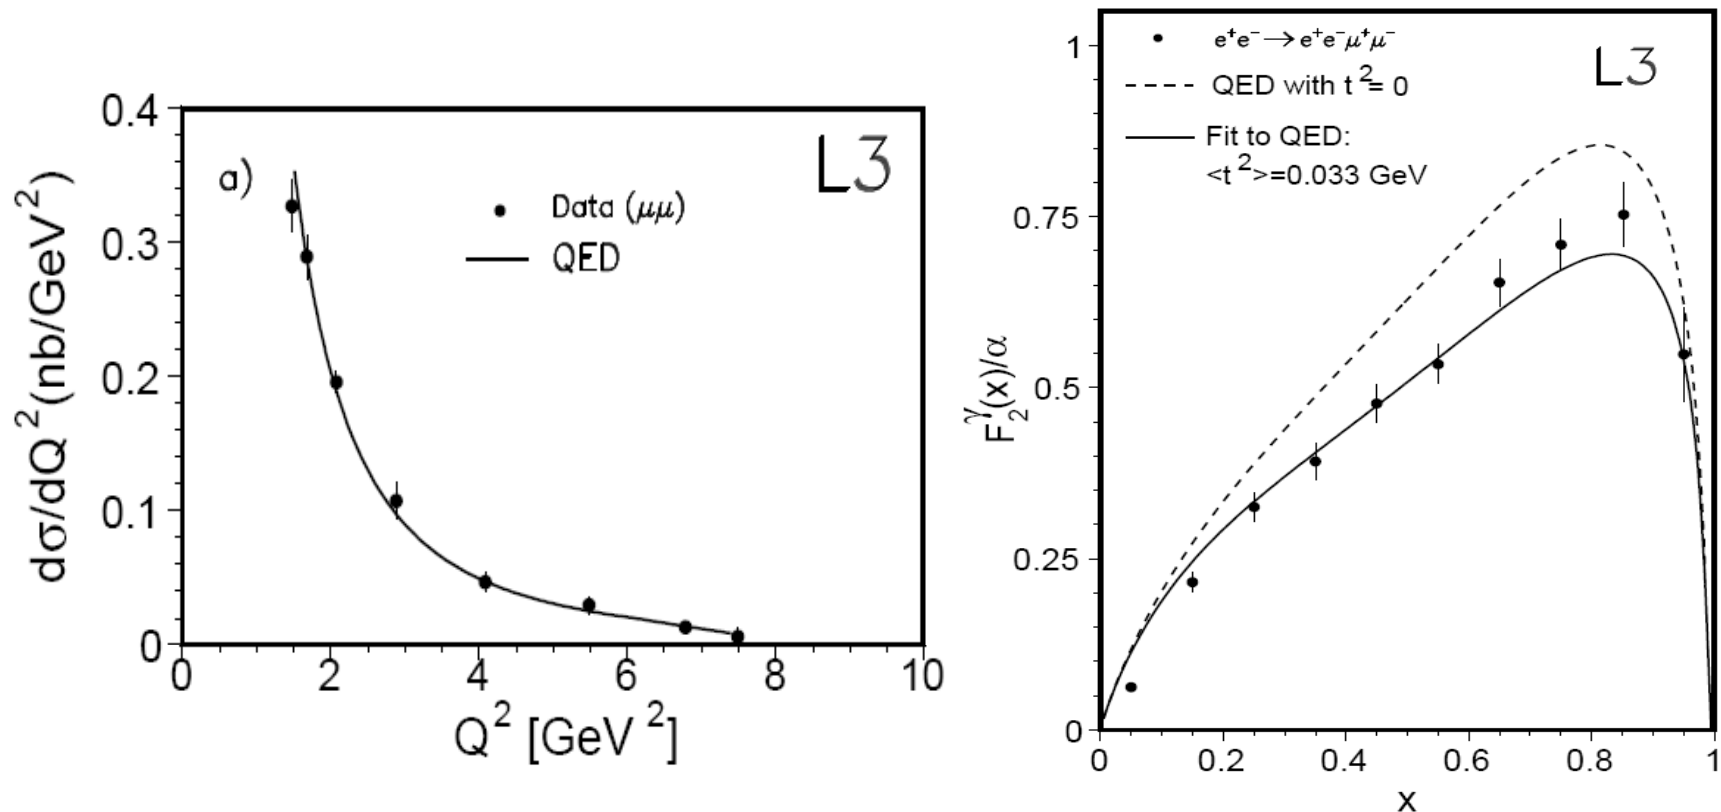 0.4
0.3
0.2
0.1
0
0
2
4
6
8
10
dσ/dQ² (nb/GeV²)
Q² [GeV²]
a)
L3
Data (μμ)
QED
e⁺e⁻→e⁺e⁻μ⁺μ⁻
QED with t²= 0
Fit to QED:
<t²>=0.033 GeV
L3
1
0.75
0.5
0.25
0
F₂^γ(x)/α
0
0.2
0.4
0.6
0.8
1
x